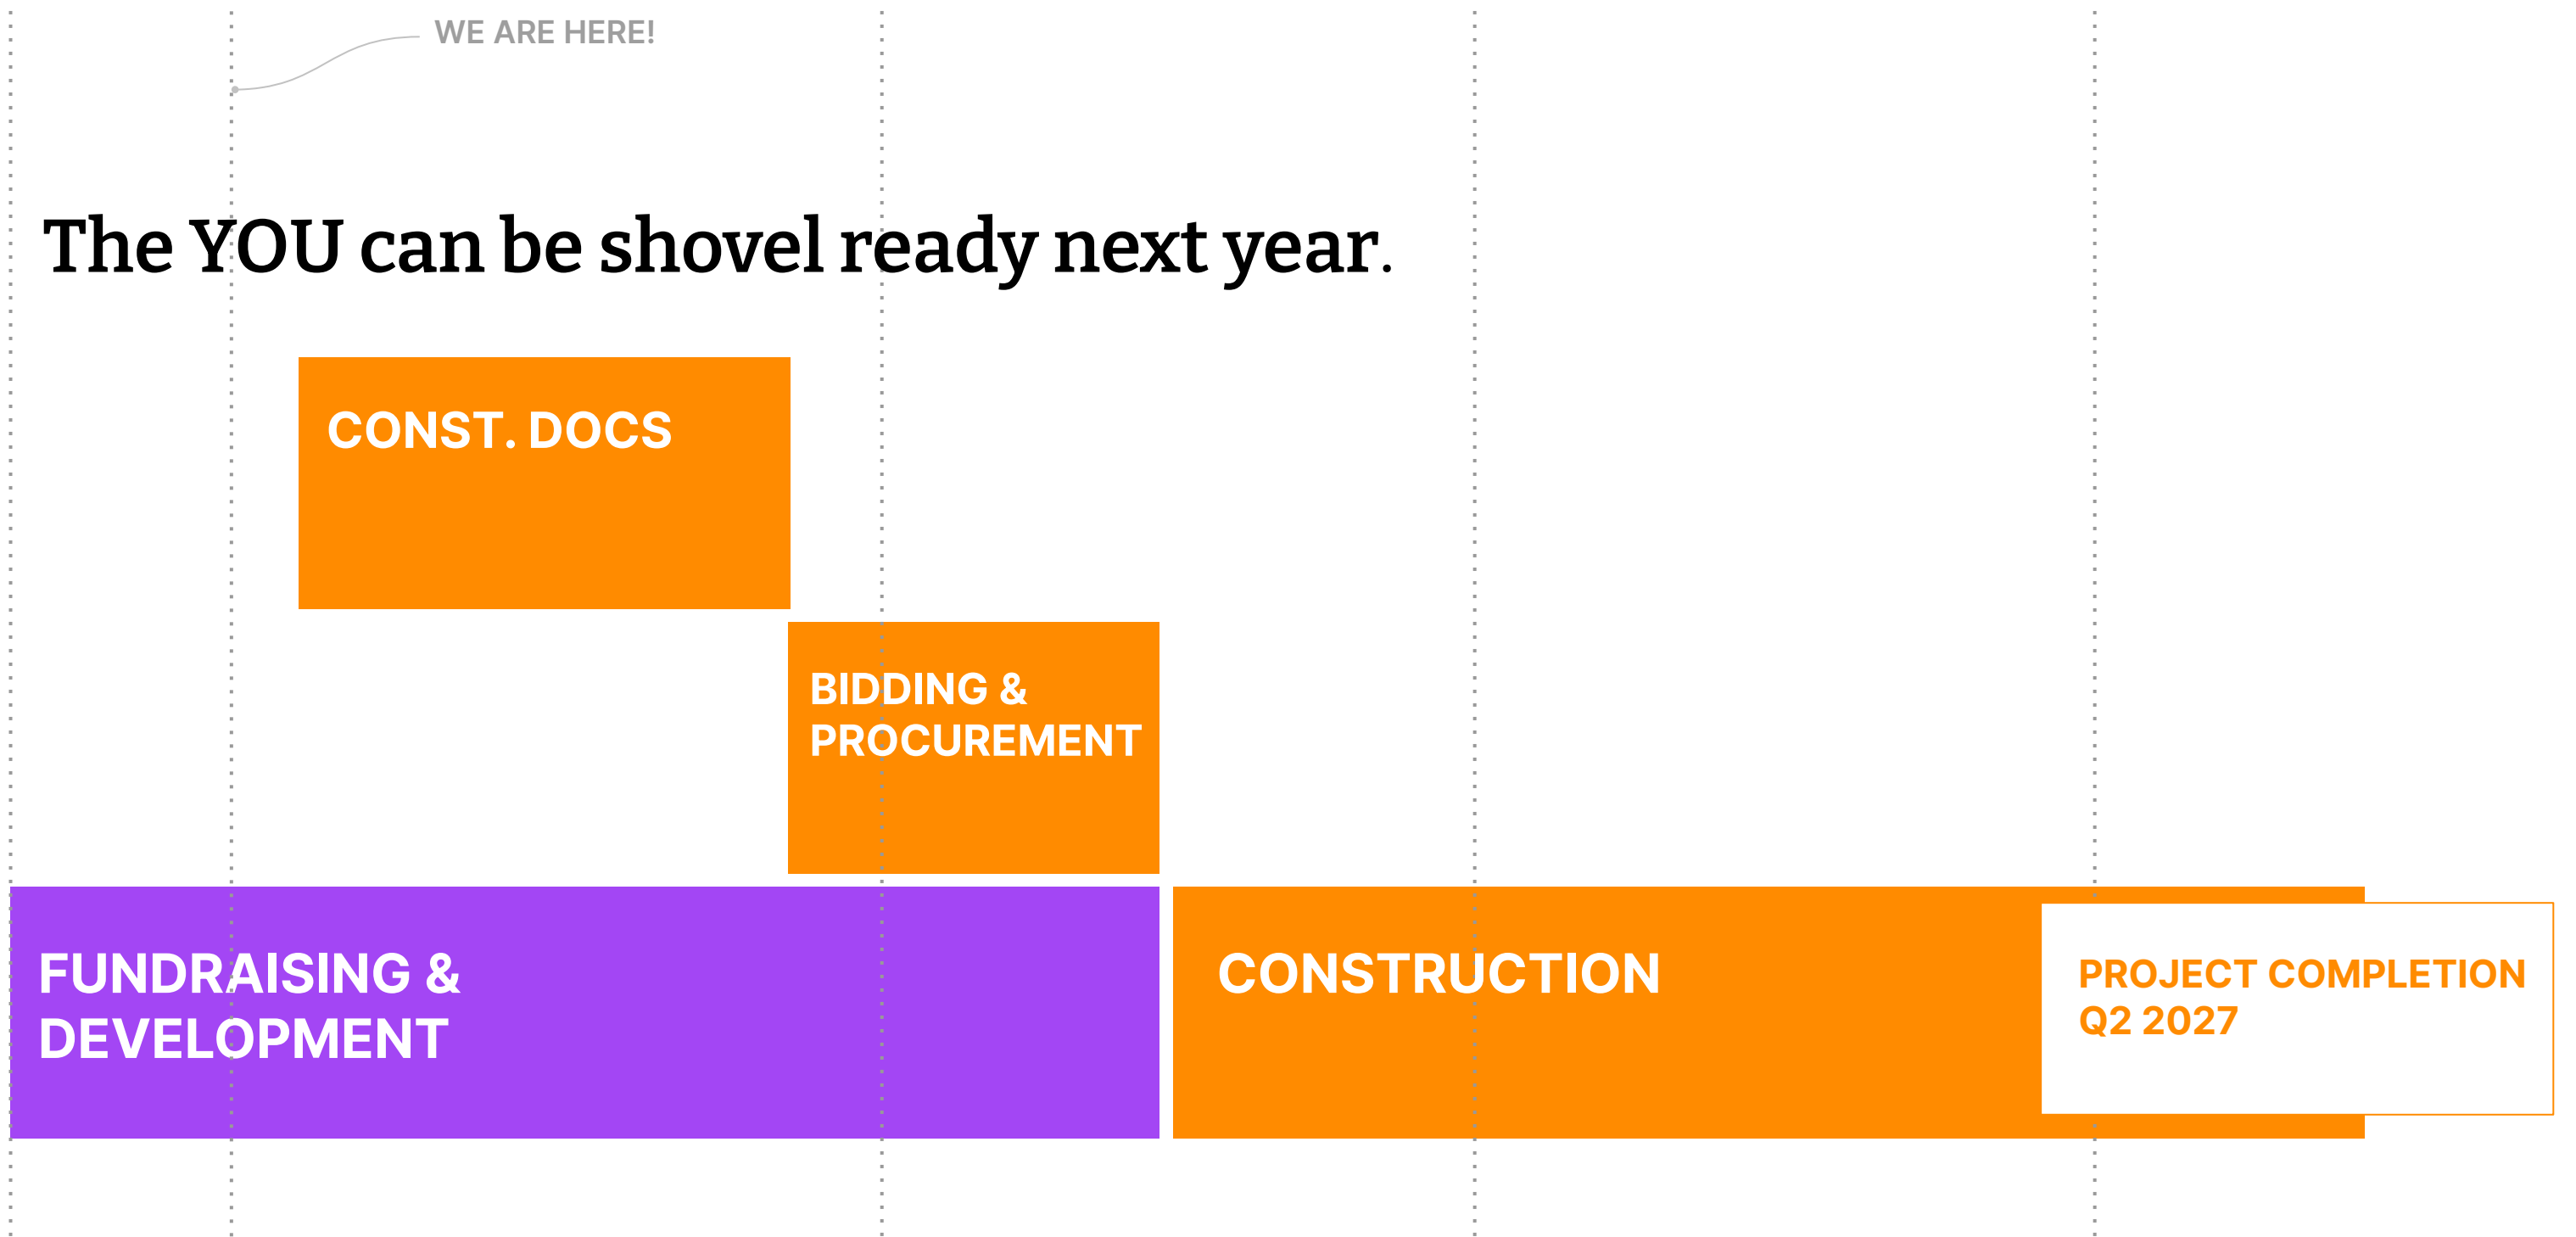 WE ARE HERE!
The YOU can be shovel ready next year.
CONST. DOCS
BIDDING &
PROCUREMENT
FUNDRAISING &
DEVELOPMENT
CONSTRUCTION
PROJECT COMPLETION
Q2 2027